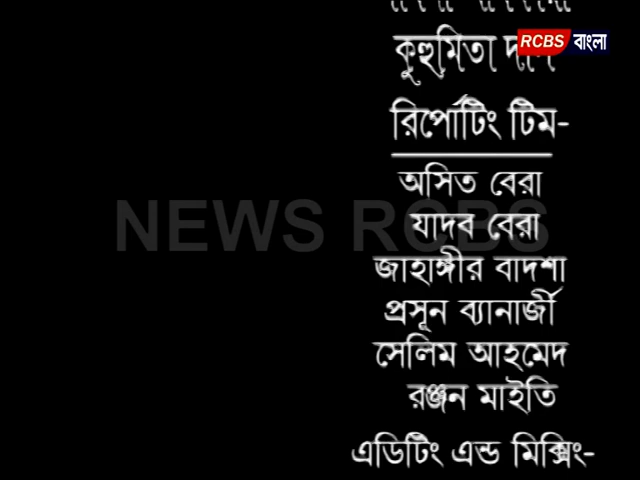 RCBS বাংলা
কুহুমিতা দাস
রিপোর্টিং টিম-
অসিত বেরা
যাদব বেরা
NEWS RCBS
জাহাঙ্গীর বাদশা
প্রসূন ব্যানার্জী
সেলিম আহমেদ
রঞ্জন মাইতি
এডিটিং এন্ড মিক্সিং-